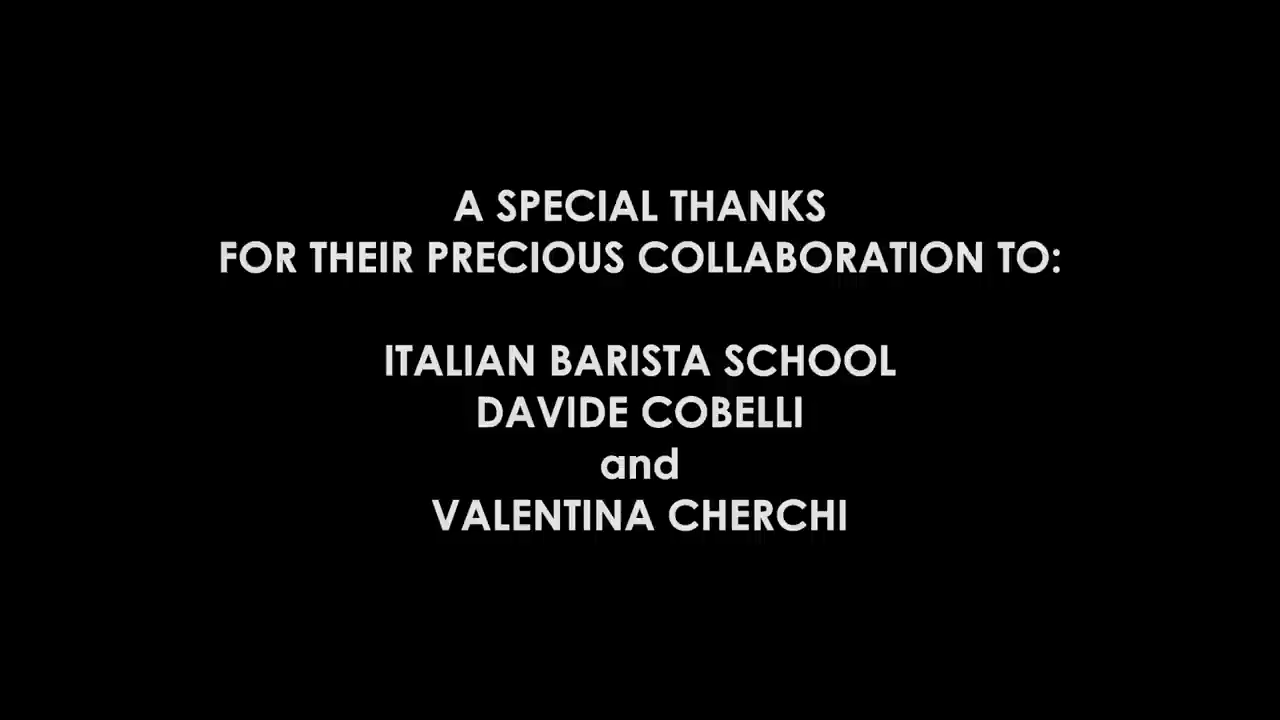 A SPECIAL THANKS
FOR THEIR PRECIOUS COLLABORATION TO:
ITALIAN BARISTA SCHOOL
DAVIDE COBELLI
and
VALENTINA CHERCHI